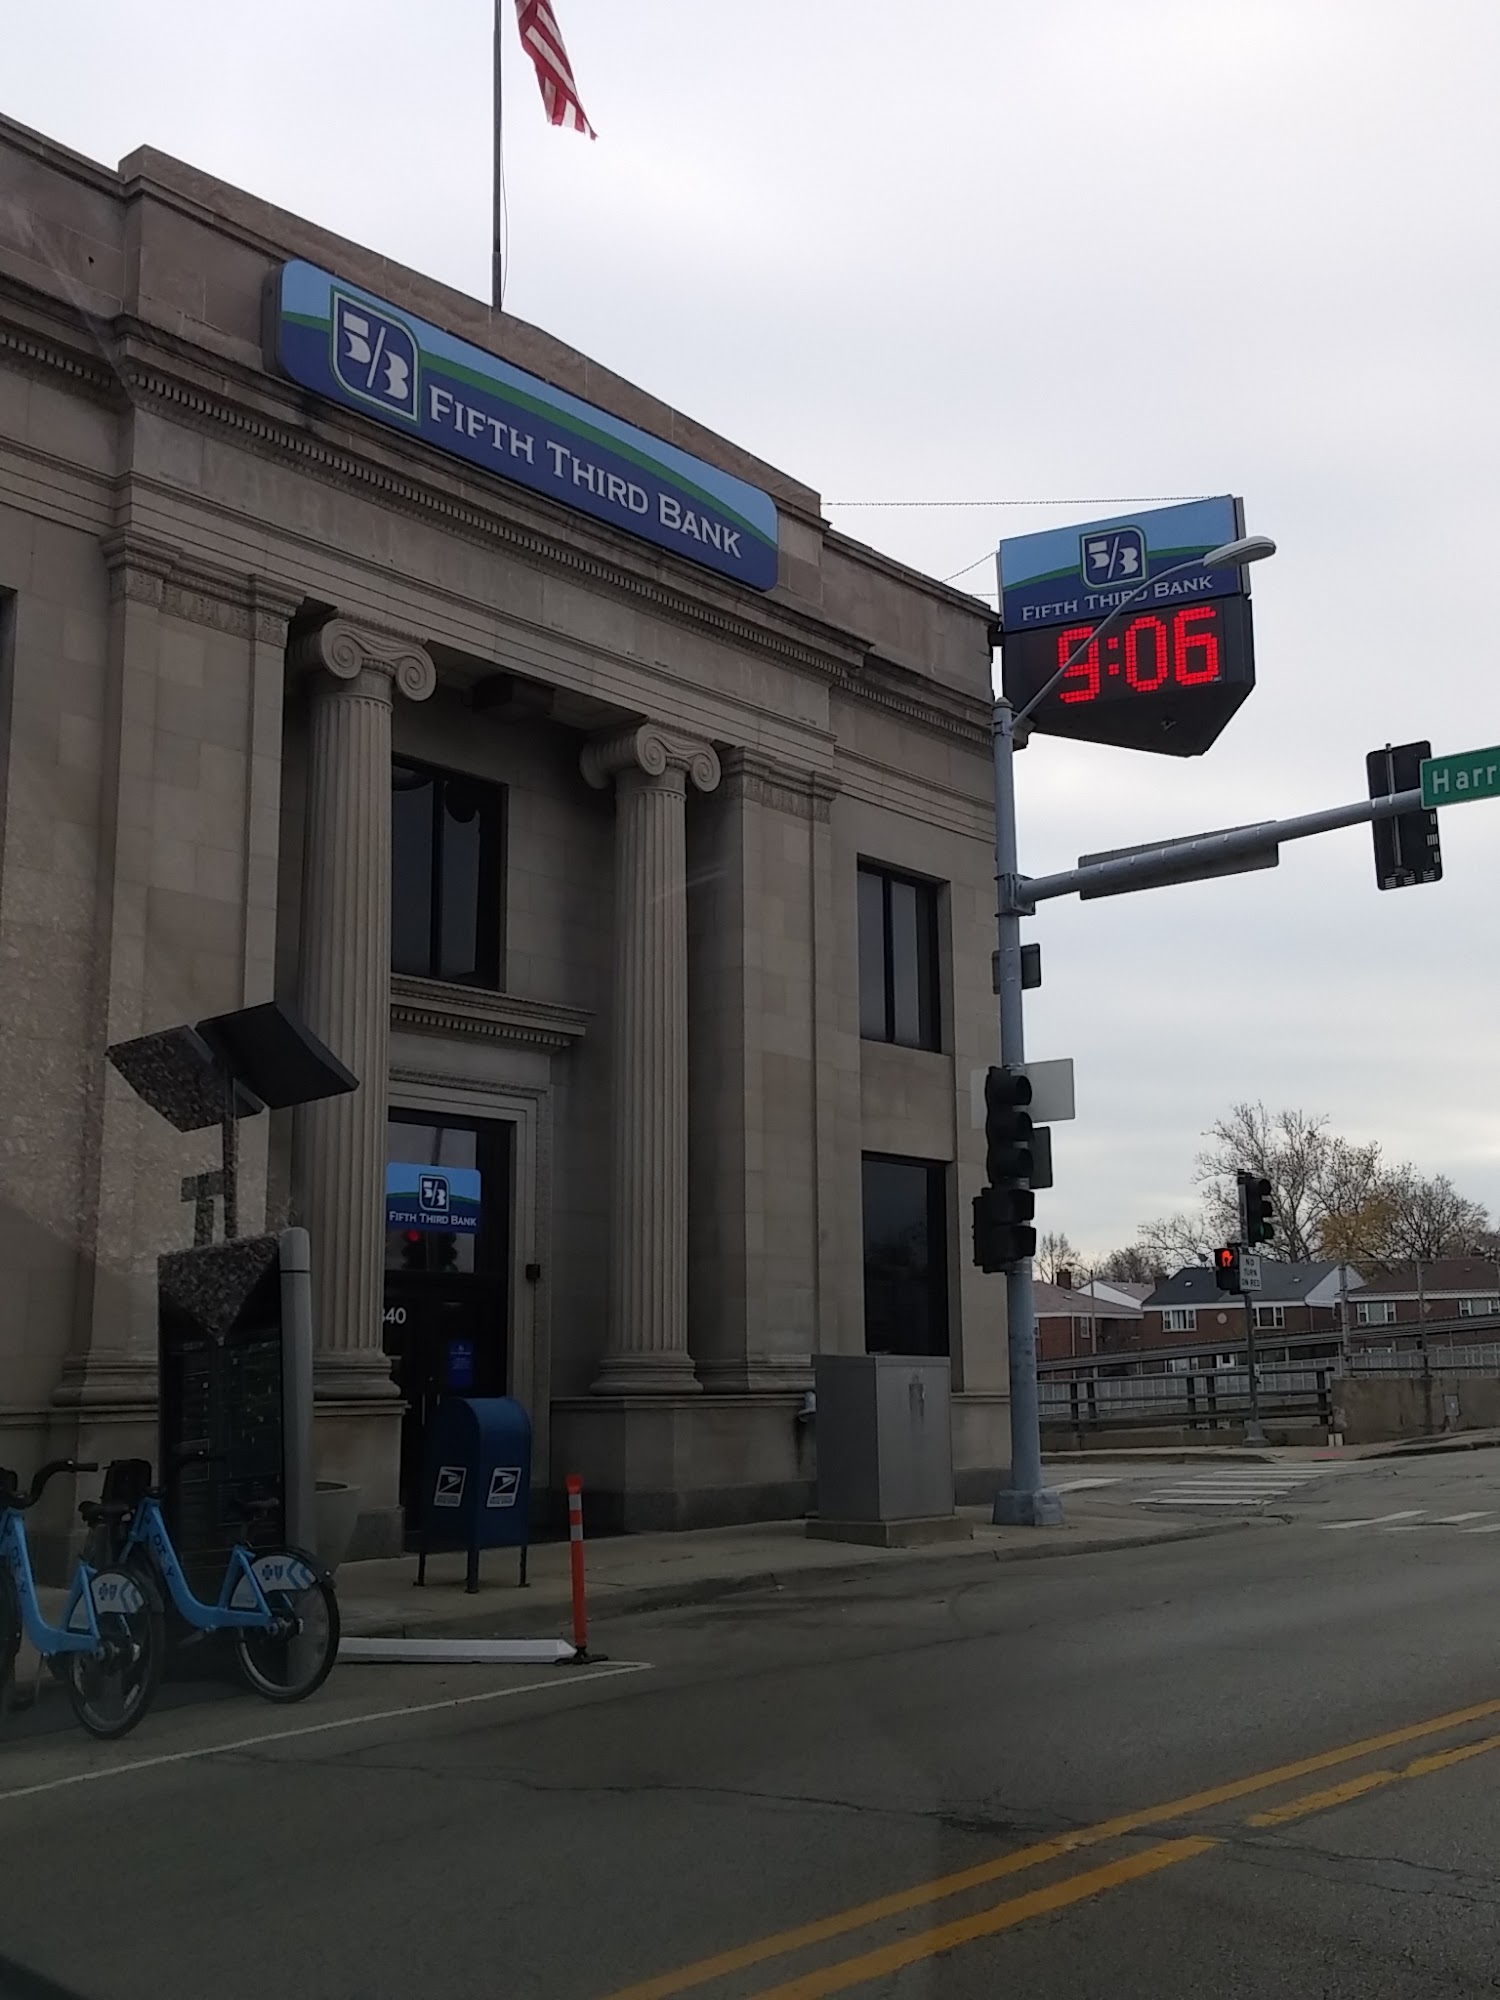 5/3
FIFTH THIRD BANK
5/3
FIFTH THIRD BANK
9:06
Harr
5/3
FIFTH THIRD BANK
NO
TURN
ON RED
340